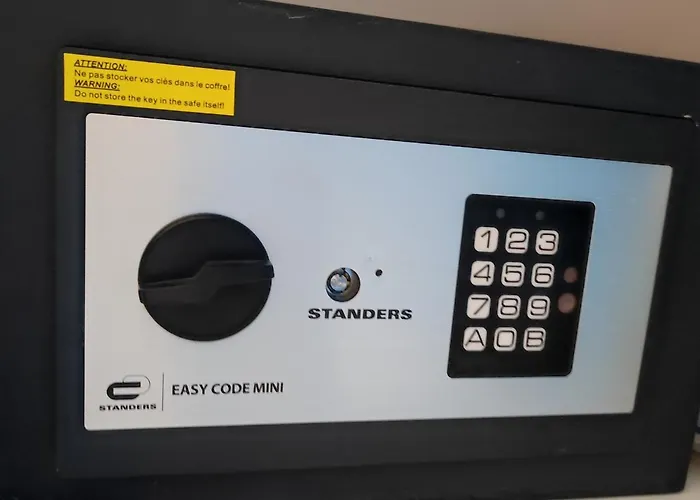 ATTENTION:
Ne pas stocker vos clés dans le coffre!
WARNING:
Do not store the key in the safe itself!
1 2 3
4 5 6
7 8 9
A 0 B
STANDERS
STANDERS
EASY CODE MINI